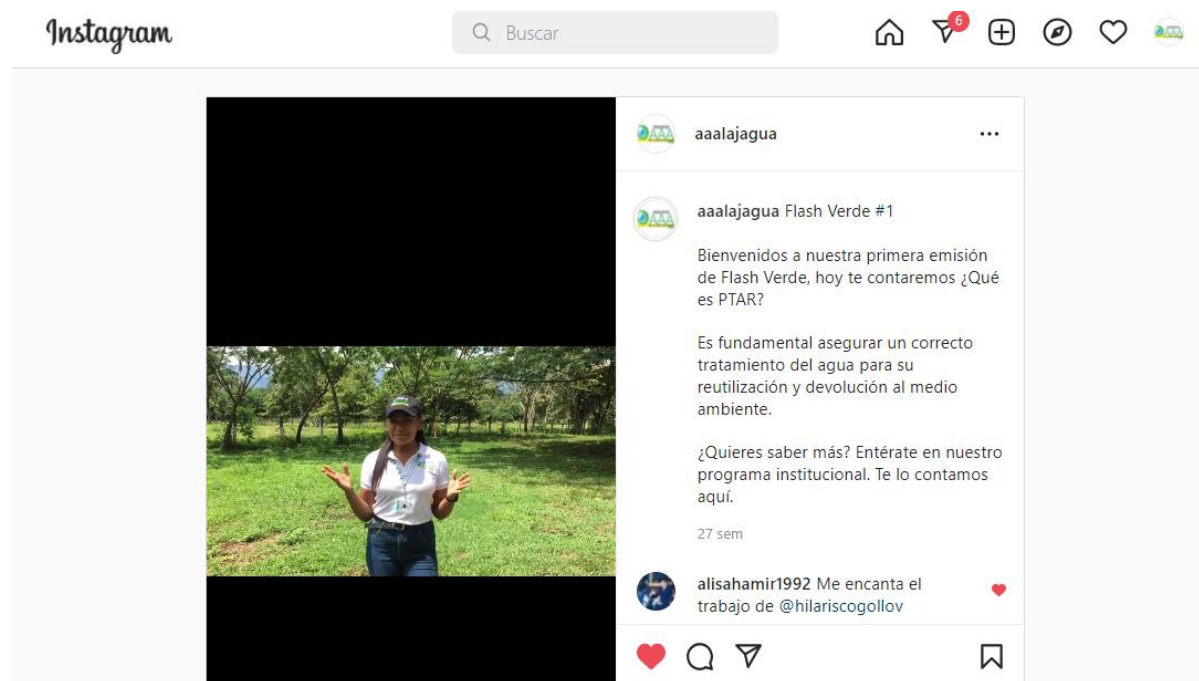 Instagram
Buscar
6
aaalajagua
aaalajagua Flash Verde #1
Bienvenidos a nuestra primera emisión
de Flash Verde, hoy te contaremos ¿Qué
es PTAR?
Es fundamental asegurar un correcto
tratamiento del agua para su
reutilización y devolución al medio
ambiente.
¿Quieres saber más? Entérate en nuestro
programa institucional. Te lo contamos
aquí.
27 sem
alisahamir1992 Me encanta el
trabajo de @hilariscogollov